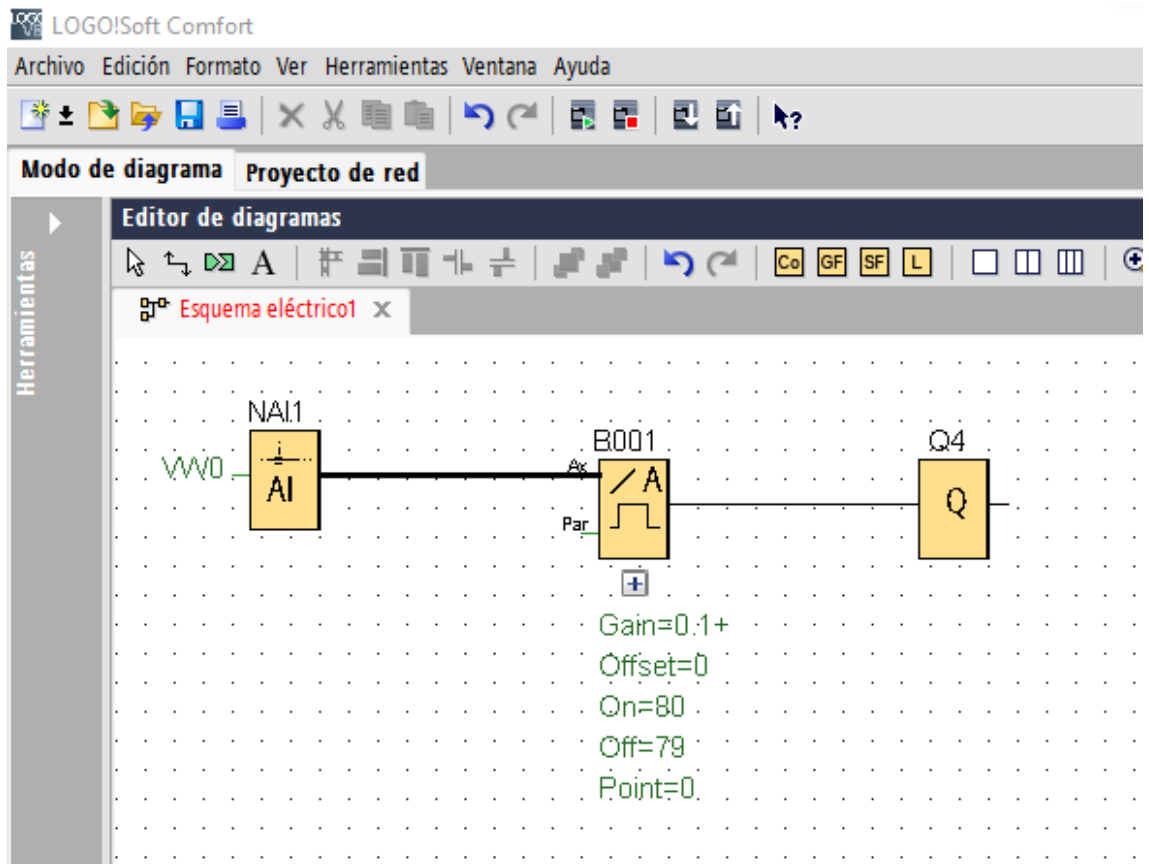 LOGO!Soft Comfort
Archivo Edición Formato Ver Herramientas Ventana Ayuda
Modo de diagrama Proyecto de red
Editor de diagramas
Herramientas
A Co GF SF L
Esquema eléctrico1
NAI1
B001
Q4
VW0
Ax
AI
A
Q
Par
Gain=0.1+
Offset=0
On=80
Off=79
Point=0